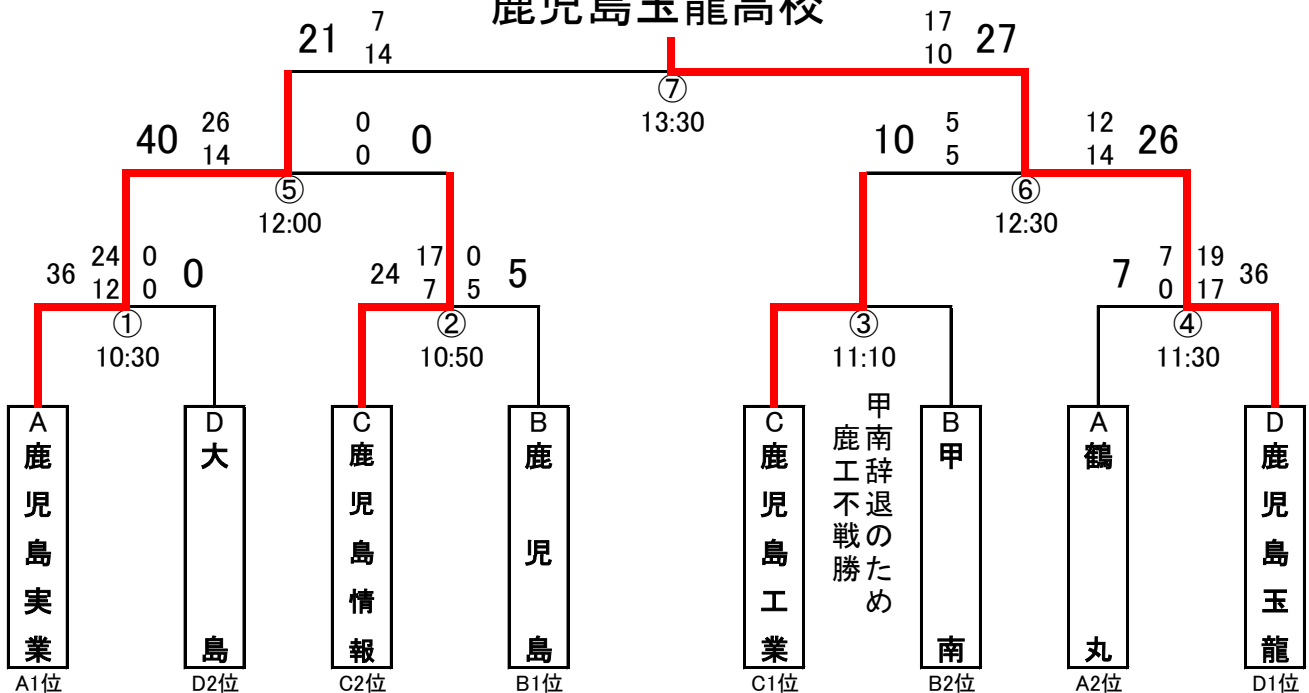 鹿児島玉龍高校
21 7 17 27
14 10
⑦
13:30
40 26 0 0 10 5 12 26
14 0 5 14
⑤ ⑥
12:00 12:30
36 24 0 0 24 17 0 5 7 7 19 36
12 0 7 5 0 17
① ② ③ ④
10:30 10:50 11:10 11:30
甲南辞退のため
鹿工不戦勝
A 鹿児島実業
D 大島
C 鹿児島情報
B 鹿児島
C 鹿児島工業
B 甲南
A 鶴丸
D 鹿児島玉龍
A1位 D2位 C2位 B1位 C1位 B2位 A2位 D1位